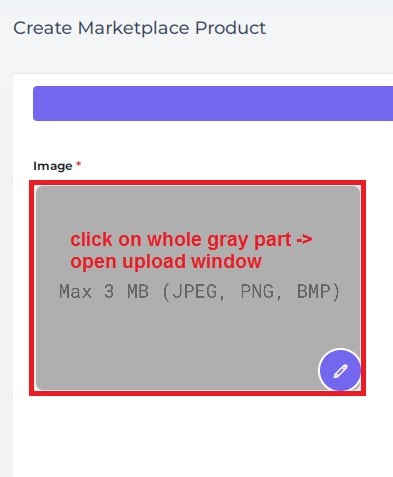 Create Marketplace Product
Image *
click on whole gray part ->
open upload window
Max 3 MB (JPEG, PNG, BMP)